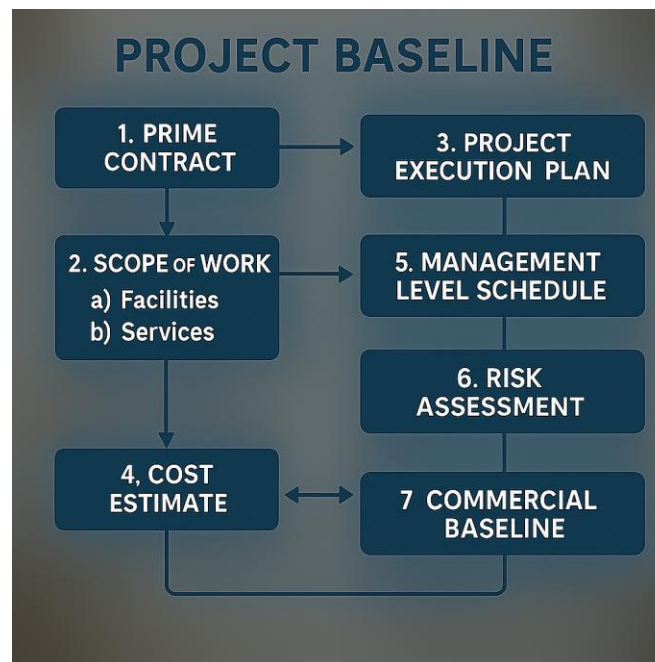 PROJECT BASELINE
1. PRIME
CONTRACT
2. SCOPE OF WORK
a) Facilities
b) Services
4, COST
ESTIMATE
3. PROJECT
EXECUTION PLAN
5. MANAGEMENT
LEVEL SCHEDULE
6. RISK
ASSESSMENT
7 COMMERCIAL
BASELINE